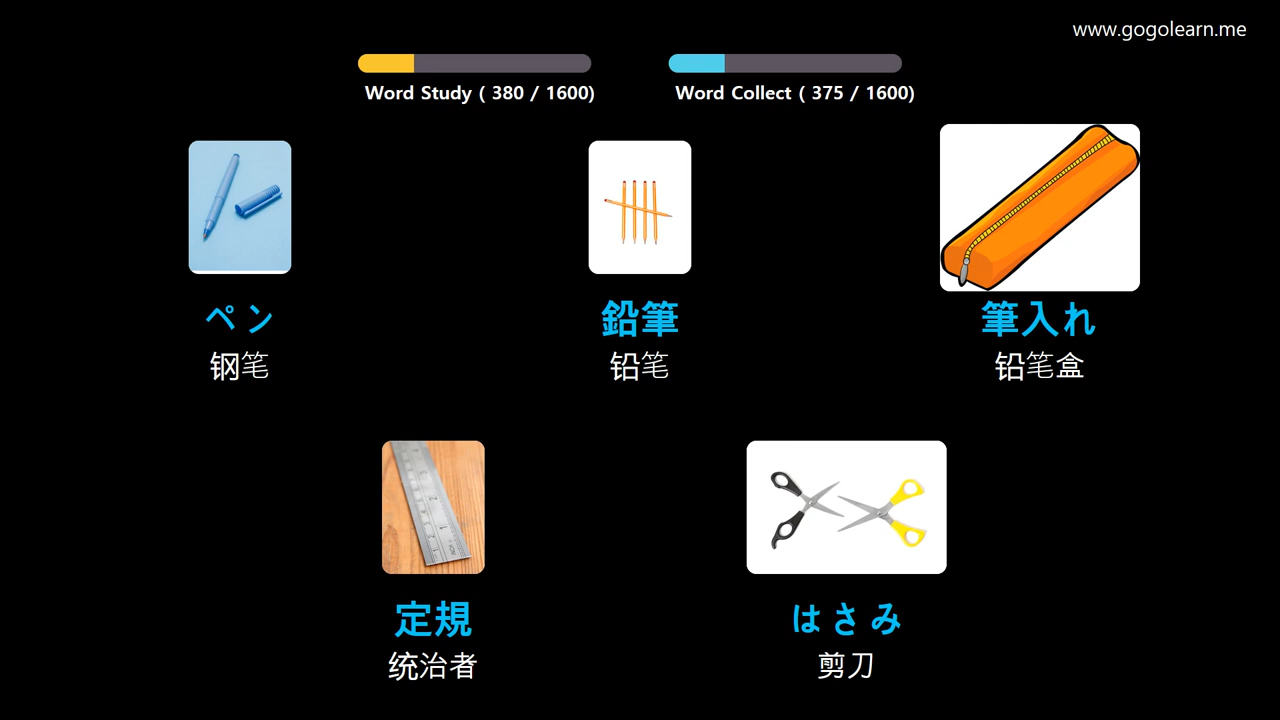 www.gogolearn.me
Word Study ( 380 / 1600)
Word Collect ( 375 / 1600)
ペン
鉛筆
筆入れ
钢笔
铅笔
铅笔盒
定規
はさみ
统治者
剪刀